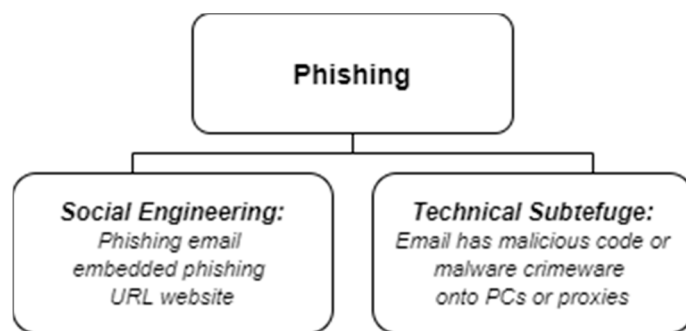 Phishing
Social Engineering:
Phishing email
embedded phishing
URL website
Technical Subtefuge:
Email has malicious code or
malware crimeware
onto PCs or proxies